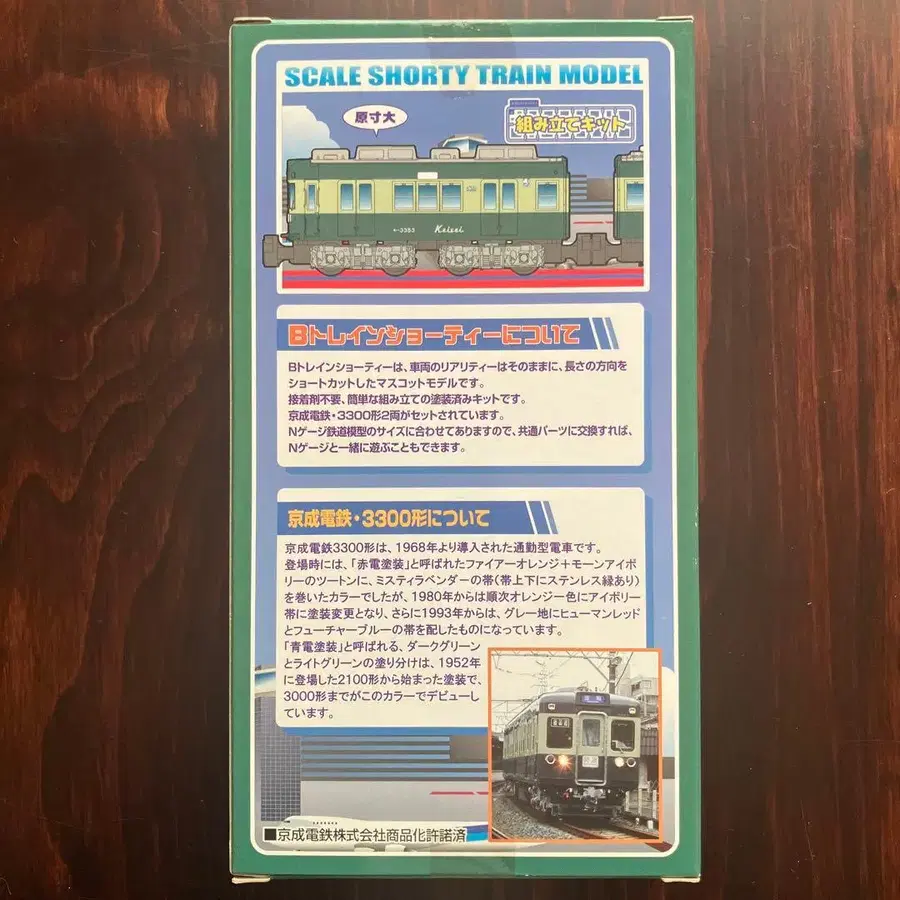 SCALE SHORTY TRAIN MODEL
原寸大
組み立てキット
モハ3353
Keisei
Bトレインショーティーについて
Bトレインショーティーは、車両のリアリティーはそのままに、長さの方向を
ショートカットしたマスコットモデルです。
接着剤不要、簡単な組み立ての塗装済みキットです。
京成電鉄・3300形2両がセットされています。
Nゲージ鉄道模型のサイズに合わせてありますので、共通パーツに交換すれば、
Nゲージと一緒に遊ぶこともできます。
京成電鉄・3300形について
京成電鉄3300形は、1968年より導入された通勤型電車です。
登場時には、「赤電塗装」と呼ばれたファイアーオレンジ＋モーンアイボ
リーのツートンに、ミスティラベンダーの帯(帯上下にステンレス縁あり)
を巻いたカラーでしたが、1980年からは順次オレンジ一色にアイボリー
帯に塗装変更となり、さらに1993年からは、グレー地にヒューマンレッド
とフューチャーブルーの帯を配したものになっています。
「青電塗装」と呼ばれる、ダークグリーン
とライトグリーンの塗り分けは、1952年
に登場した2100形から始まった塗装で、
3000形までがこのカラーでデビューし
ています。
■京成電鉄株式会社商品化許諾済